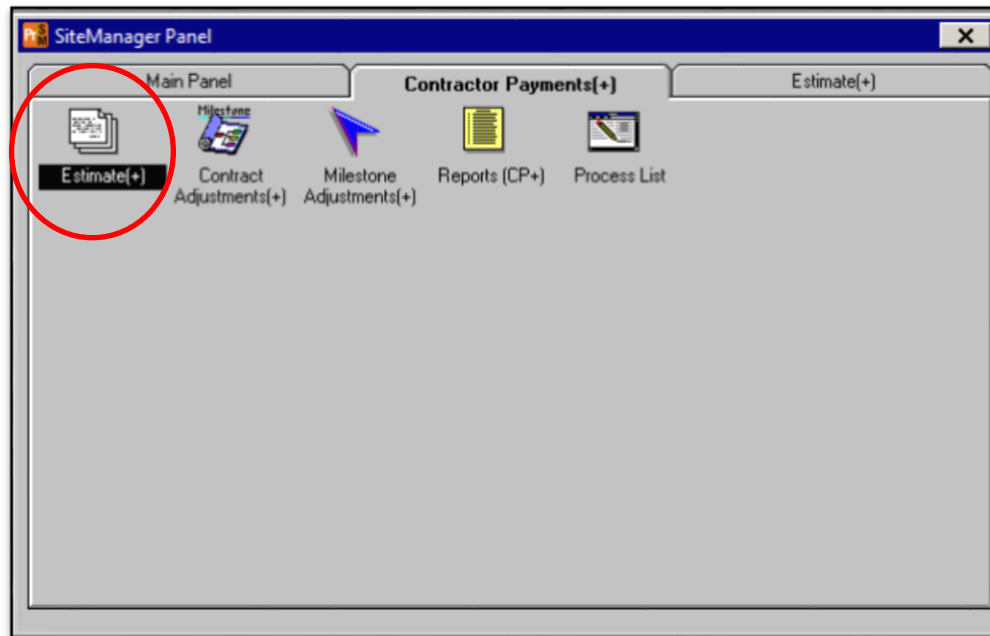 SiteManager Panel
Main Panel
Contractor Payments(+)
Estimate(+)
Milestone
Estimate(+)
Contract
Adjustments(+)
Milestone
Adjustments(+)
Reports (CP+)
Process List